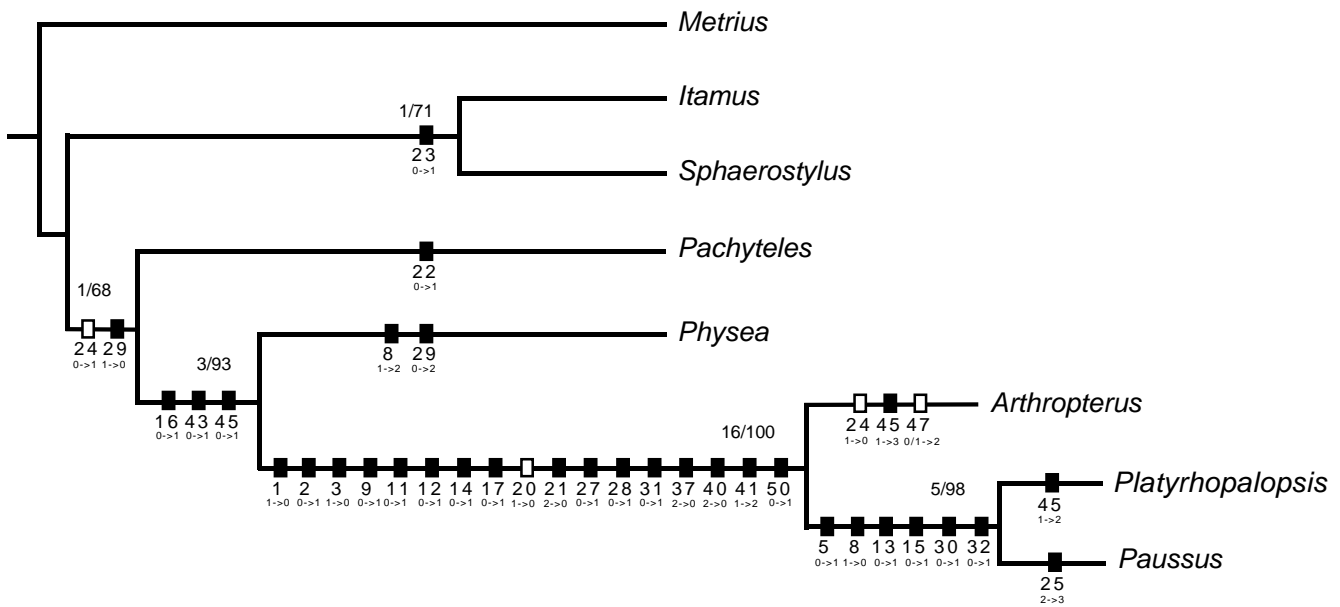 Metrius
Itamus
1/71
23
0->1
Sphaerostylus
Pachyteles
22
0->1
1/68
24 29
0->1 1->0
Physea
8 29
1->2 0->2
3/93
16 43 45
0->1 0->1 0->1
Arthropterus
24 45 47
1->0 1->3 0/1->2
16/100
1 2 3 9 11 12 14 17 20 21 27 28 31 37 40 41 50
1->0 0->1 1->0 0->1 0->1 0->1 0->1 0->1 1->0 2->0 0->1 0->1 0->1 2->0 2->0 1->2 0->1
Platyrhopalopsis
45
1->2
5/98
5 8 13 15 30 32
0->1 1->0 0->1 0->1 0->1 0->1
Paussus
25
2->3